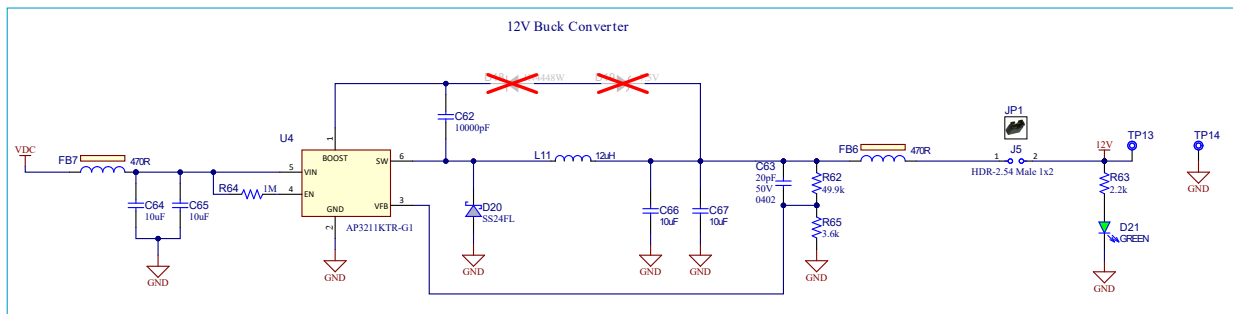 12V Buck Converter
C62
10000pF
U4
JP1
VDC
FB7
470R
1
BOOST
SW
6
L11
12uH
FB6
470R
12V
TP13
TP14
J5
1
2
5
VIN
C63
20pF
50V
0402
R62
49.9k
HDR-2.54 Male 1x2
R64
1M
4
EN
R63
2.2k
C64
10uF
C65
10uF
GND
VFB
3
D20
SS24FL
C66
10uF
C67
10uF
R65
3.6k
2
AP3211KTR-G1
D21
GREEN
GND
GND
GND
GND
GND
GND
GND
GND